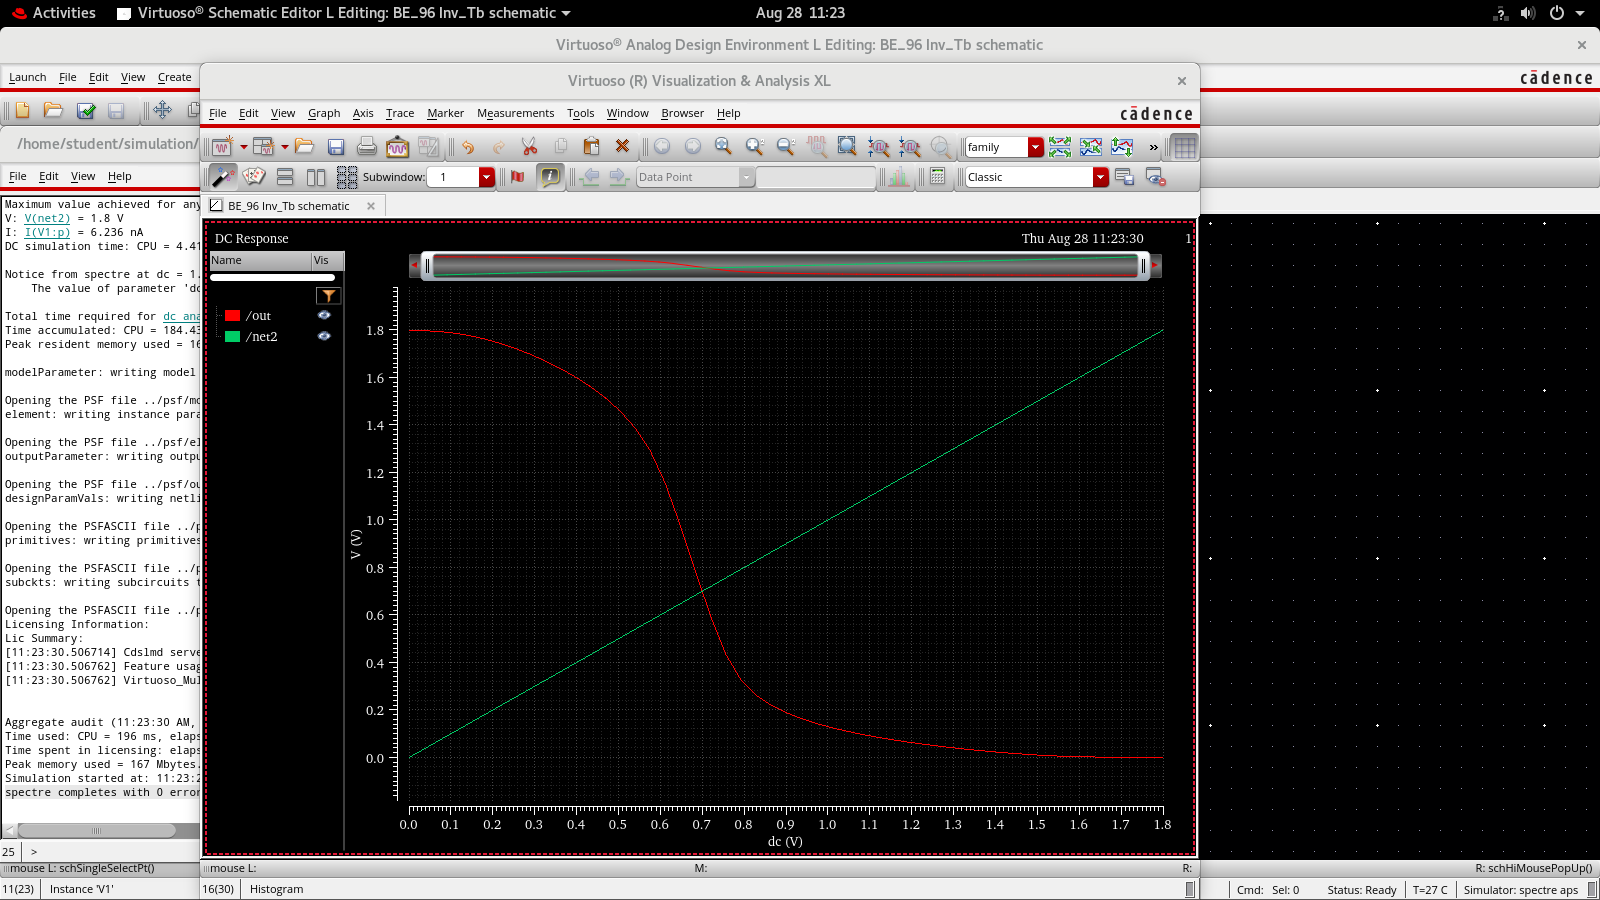 Activities
Virtuoso® Schematic Editor L Editing: BE_96 Inv_Tb schematic
Aug 28 11:23
Virtuoso® Analog Design Environment L Editing: BE_96 Inv_Tb schematic
Launch File Edit View Create
cādence
Virtuoso (R) Visualization & Analysis XL
File Edit View Graph Axis Trace Marker Measurements Tools Window Browser Help
cādence
family
/home/student/simulation/
File Edit View Help
Subwindow: 1
Data Point
Classic
BE_96 Inv_Tb schematic
Maximum value achieved for any
V: V(net2) = 1.8 V
I: I(V1:p) = 6.236 nA
DC simulation time: CPU = 4.41
Notice from spectre at dc = 1.
The value of parameter 'dc
Total time required for dc ana
Time accumulated: CPU = 184.43
Peak resident memory used = 16
modelParameter: writing model
Opening the PSF file ../psf/mo
element: writing instance para
Opening the PSF file ../psf/el
outputParameter: writing outpu
Opening the PSF file ../psf/ou
designParamVals: writing netli
Opening the PSFASCII file ../p
primitives: writing primitives
Opening the PSFASCII file ../p
subckts: writing subcircuits t
Opening the PSFASCII file ../p
Licensing Information:
Lic Summary:
[11:23:30.506714] Cdslmd serve
[11:23:30.506762] Feature usag
[11:23:30.506762] Virtuoso_Mul
Aggregate audit (11:23:30 AM,
Time used: CPU = 196 ms, elaps
Time spent in licensing: elaps
Peak memory used = 167 Mbytes.
Simulation started at: 11:23:2
spectre completes with 0 error
25 >
DC Response
Thu Aug 28 11:23:30 1
Name Vis
/out
/net2
1.8
1.6
1.4
1.2
1.0
0.8
0.6
0.4
0.2
0.0
V (V)
0.0 0.1 0.2 0.3 0.4 0.5 0.6 0.7 0.8 0.9 1.0 1.1 1.2 1.3 1.4 1.5 1.6 1.7 1.8
dc (V)
mouse L: schSingleSelectPt()
mouse L: M: R:
R: schHiMousePopUp()
11(23) Instance 'V1'
16(30) Histogram
Cmd: Sel: 0 Status: Ready T=27 C Simulator: spectre aps